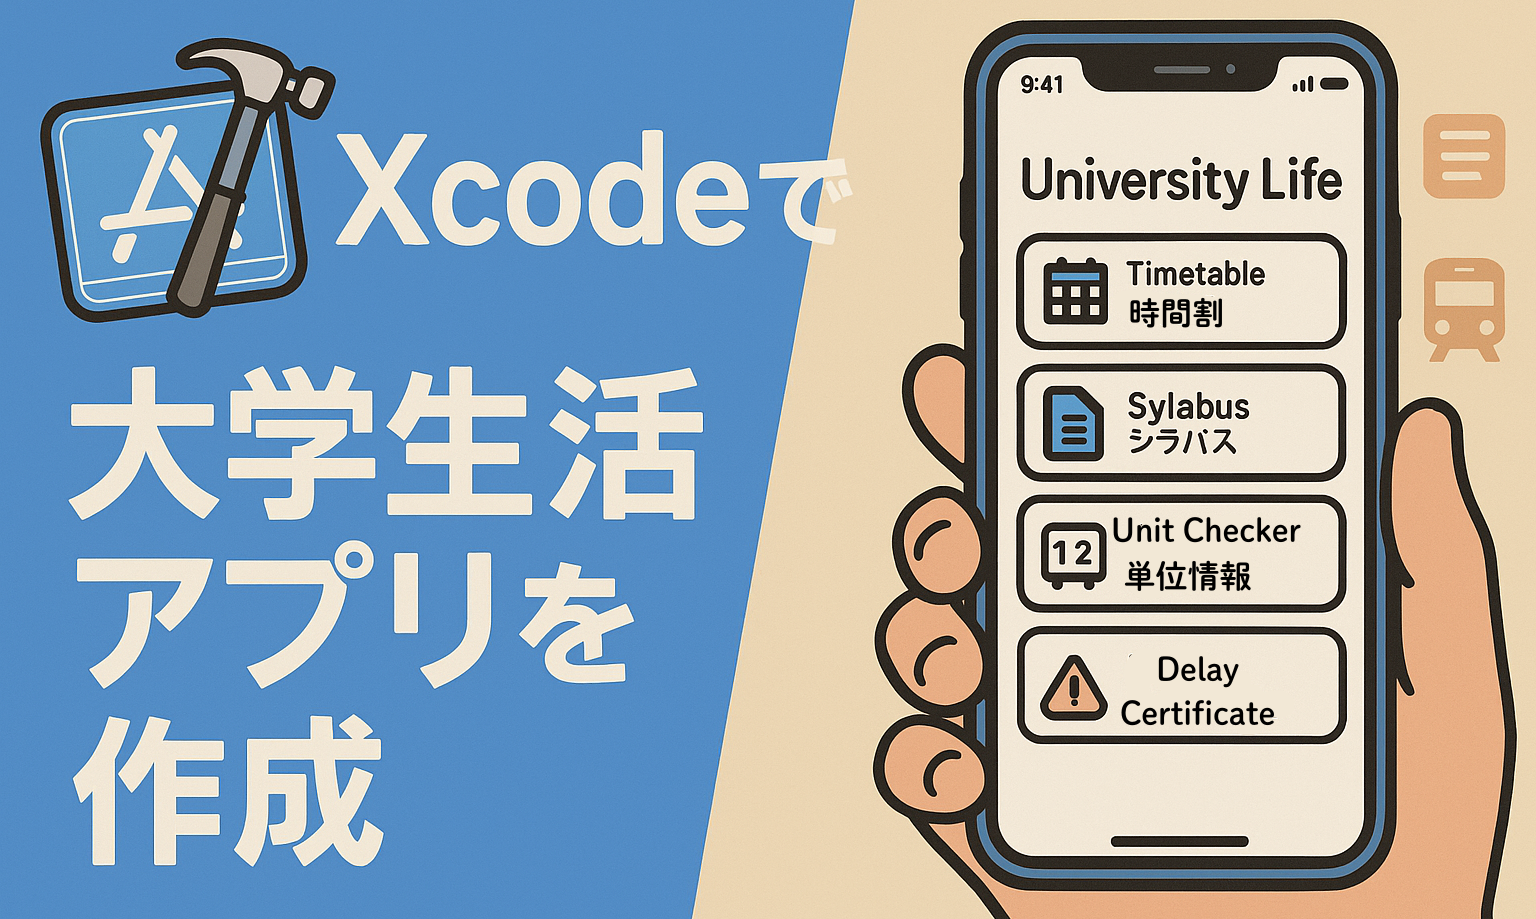 Xcodeで
大学生活
アプリを
作成
9:41
University Life
Timetable
時間割
Sylabus
シラバス
12
Unit Checker
単位情報
Delay
Certificate